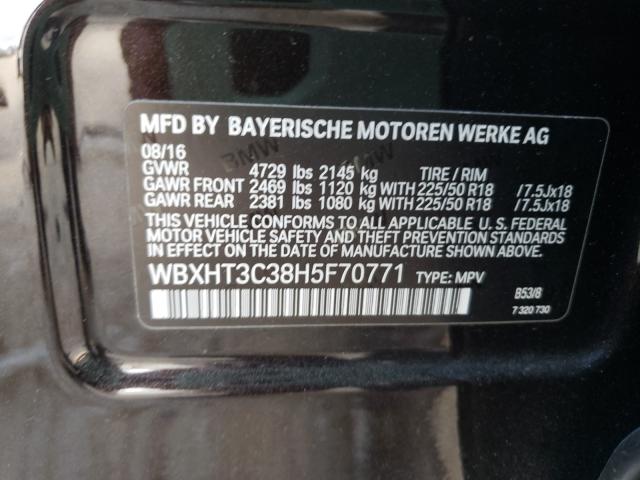 MFD BY BAYERISCHE MOTOREN WERKE AG
08/16
GVWR 4729 lbs 2145 kg TIRE / RIM
GAWR FRONT 2469 lbs 1120 kg WITH 225/50 R18 /7.5Jx18
GAWR REAR 2381 lbs 1080 kg WITH 225/50 R18 /7.5Jx18
THIS VEHICLE CONFORMS TO ALL APPLICABLE U. S. FEDERAL
MOTOR VEHICLE SAFETY AND THEFT PREVENTION STANDARDS
IN EFFECT ON THE DATE OF MANUFACTURE SHOWN ABOVE.
WBXHT3C38H5F70771 TYPE: MPV
B53/8
7 320 730